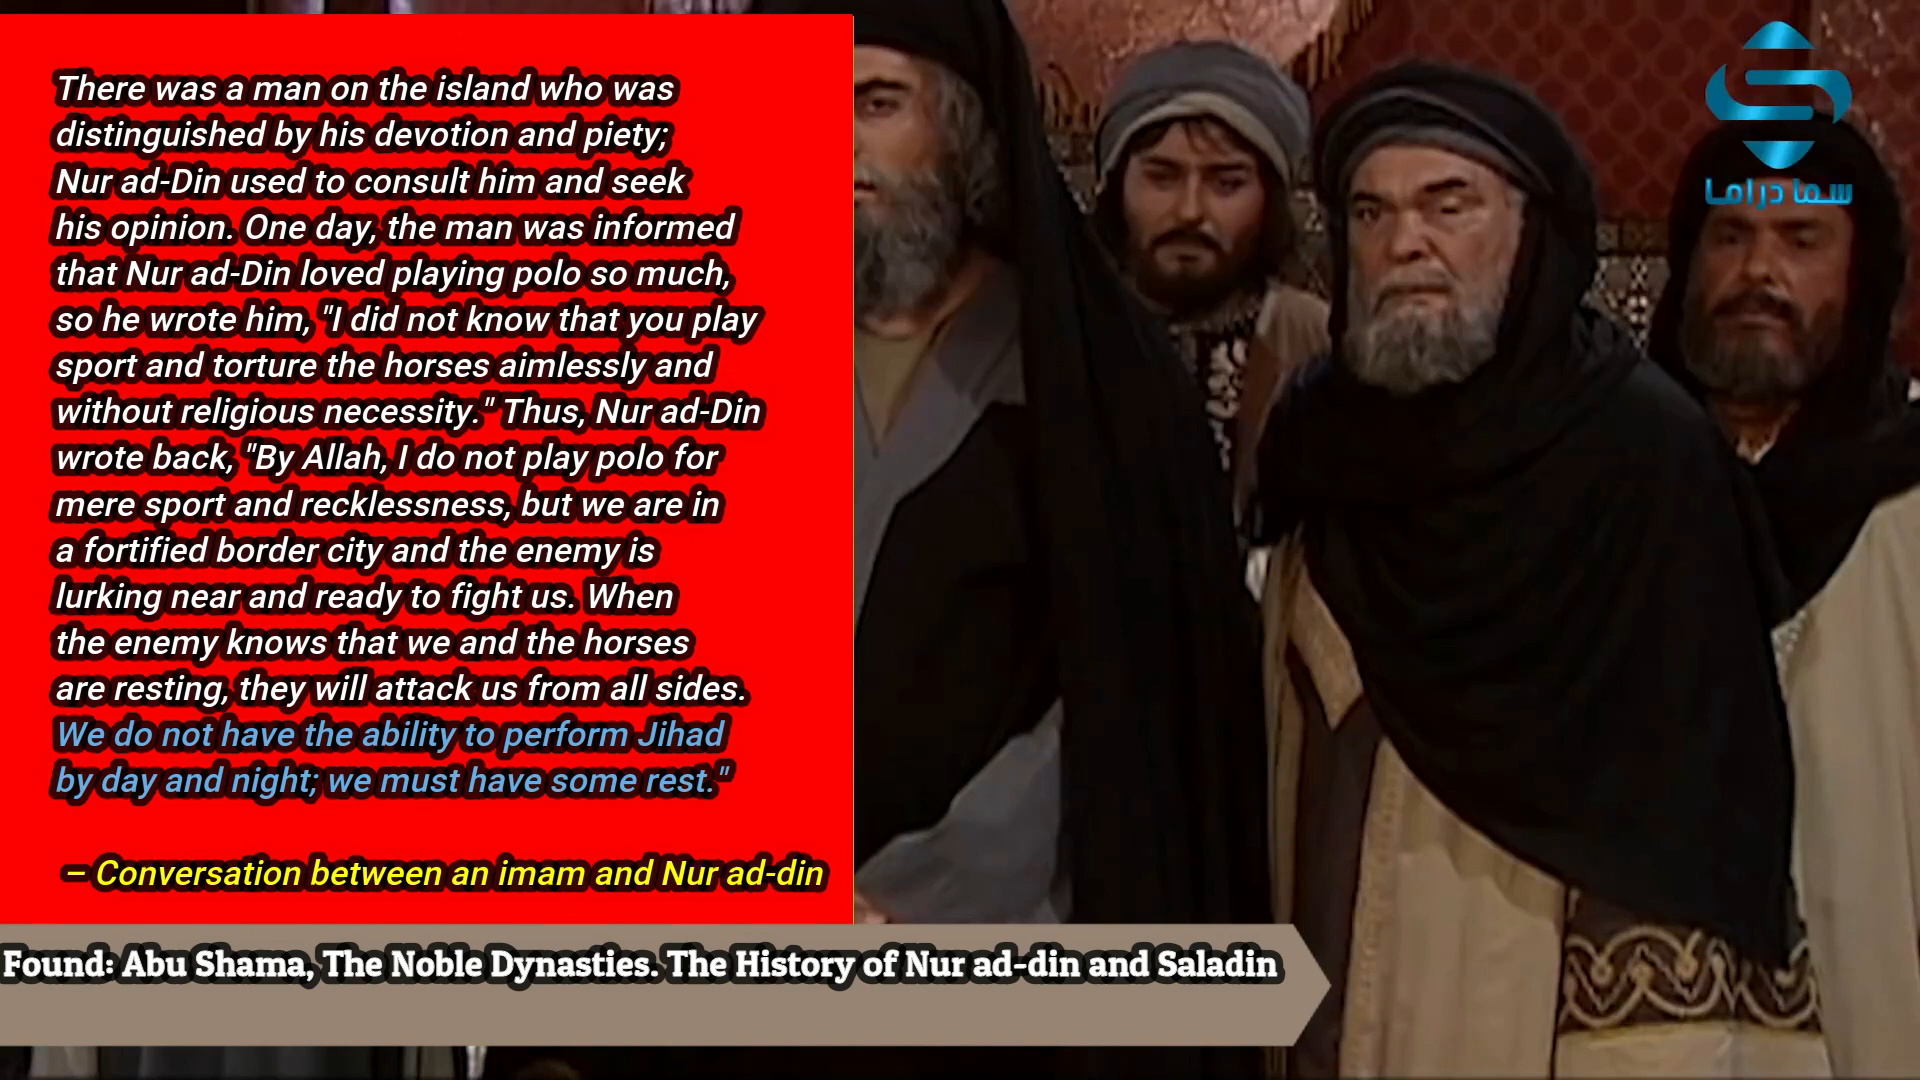 There was a man on the island who was
distinguished by his devotion and piety;
Nur ad-Din used to consult him and seek
his opinion. One day, the man was informed
that Nur ad-Din loved playing polo so much,
so he wrote him, "I did not know that you play
sport and torture the horses aimlessly and
without religious necessity." Thus, Nur ad-Din
wrote back, "By Allah, I do not play polo for
mere sport and recklessness, but we are in
a fortified border city and the enemy is
lurking near and ready to fight us. When
the enemy knows that we and the horses
are resting, they will attack us from all sides.
We do not have the ability to perform Jihad
by day and night; we must have some rest."
– Conversation between an imam and Nur ad-din
Found: Abu Shama, The Noble Dynasties. The History of Nur ad-din and Saladin
سما دراما